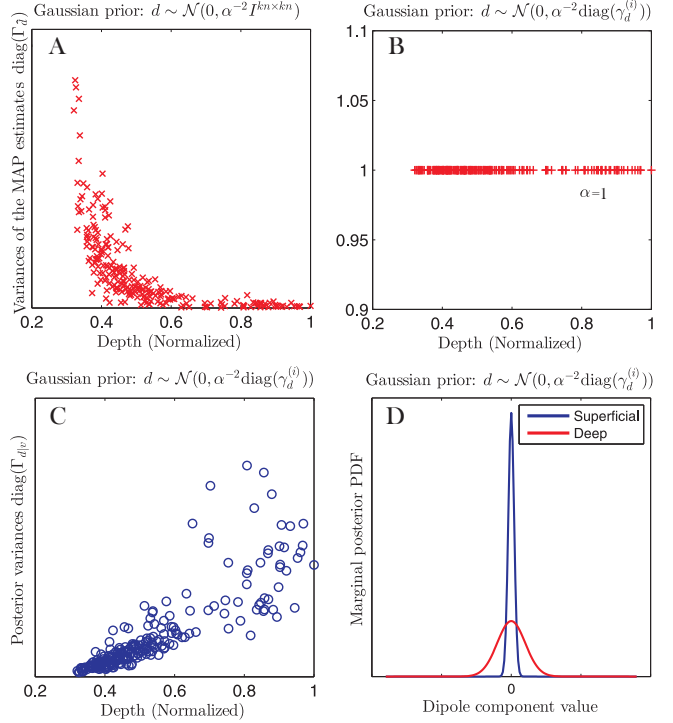 Gaussian prior: d ∼ N(0, α⁻²I^{kn×kn})
A
Variances of the MAP estimates diag(Γ_d̂)
0.2 0.4 0.6 0.8 1
Depth (Normalized)
Gaussian prior: d ∼ N(0, α⁻²diag(γ_d^{(i)}))
B
1.1
1.05
1
0.95
0.9
α=1
0.2 0.4 0.6 0.8 1
Depth (Normalized)
Gaussian prior: d ∼ N(0, α⁻²diag(γ_d^{(i)}))
C
Posterior variances diag(Γ_{d|v})
0.2 0.4 0.6 0.8 1
Depth (Normalized)
Gaussian prior: d ∼ N(0, α⁻²diag(γ_d^{(i)}))
D
Superficial
Deep
Marginal posterior PDF
0
Dipole component value